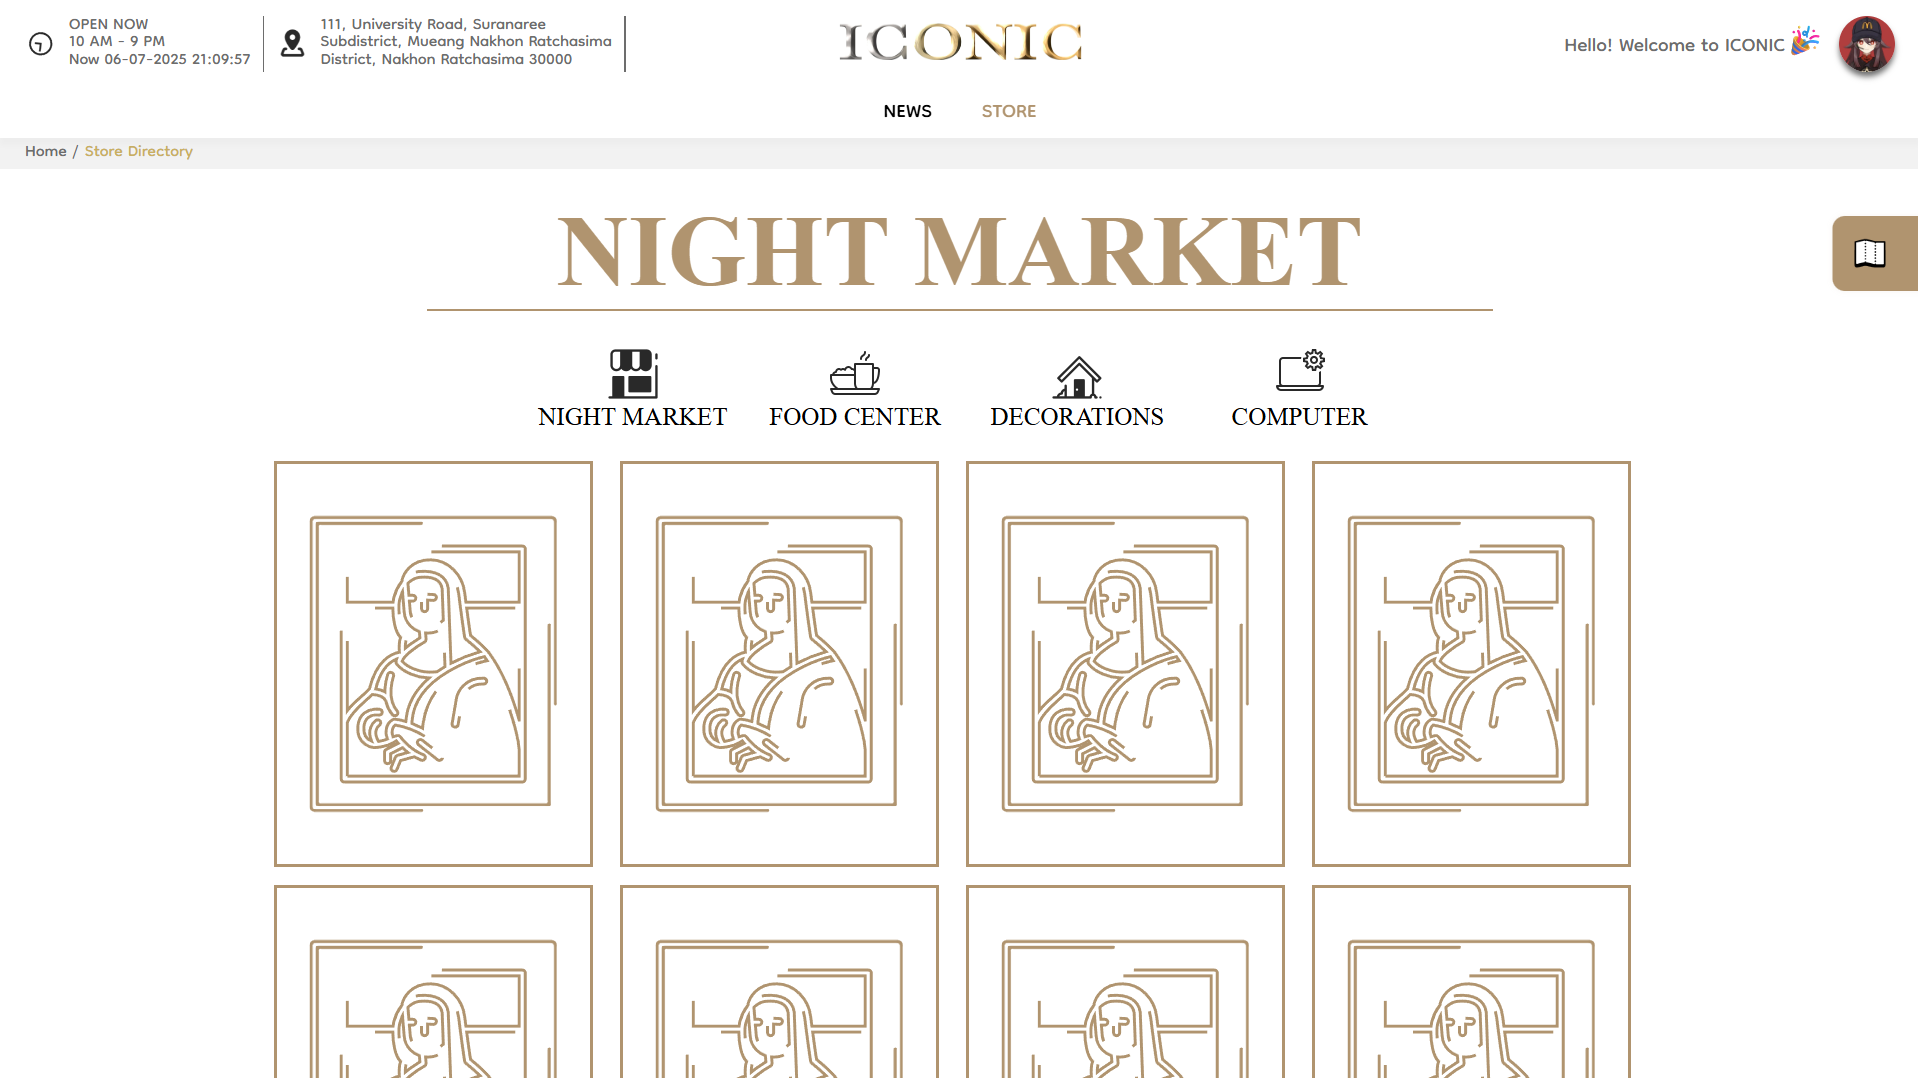 OPEN NOW
10 AM - 9 PM
Now 06-07-2025 21:09:57
111, University Road, Suranaree
Subdistrict, Mueang Nakhon Ratchasima
District, Nakhon Ratchasima 30000
ICONIC
Hello! Welcome to ICONIC
NEWS
STORE
Home / Store Directory
NIGHT MARKET
NIGHT MARKET
FOOD CENTER
DECORATIONS
COMPUTER